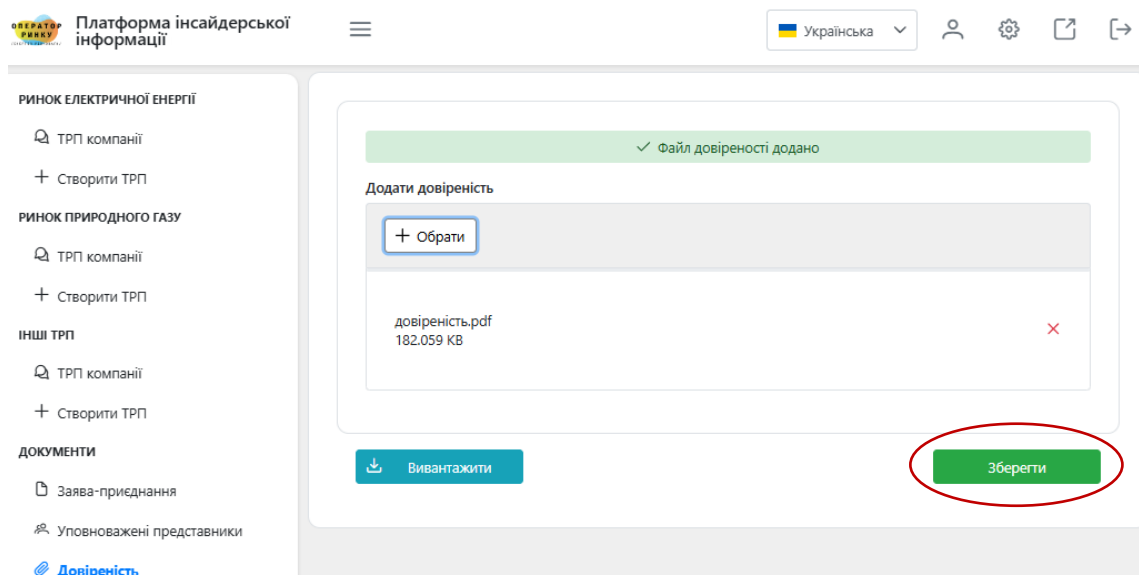 ОПЕРАТОР
РИНКУ
Платформа інсайдерської
інформації
Українська
РИНОК ЕЛЕКТРИЧНОЇ ЕНЕРГІЇ
ТРП компанії
Створити ТРП
РИНОК ПРИРОДНОГО ГАЗУ
ТРП компанії
Створити ТРП
ІНШІ ТРП
ТРП компанії
Створити ТРП
ДОКУМЕНТИ
Заява-приєднання
Уповноважені представники
Довіреність
Файл довіреності додано
Додати довіреність
Обрати
довіреність.pdf
182.059 KB
Вивантажити
Зберегти